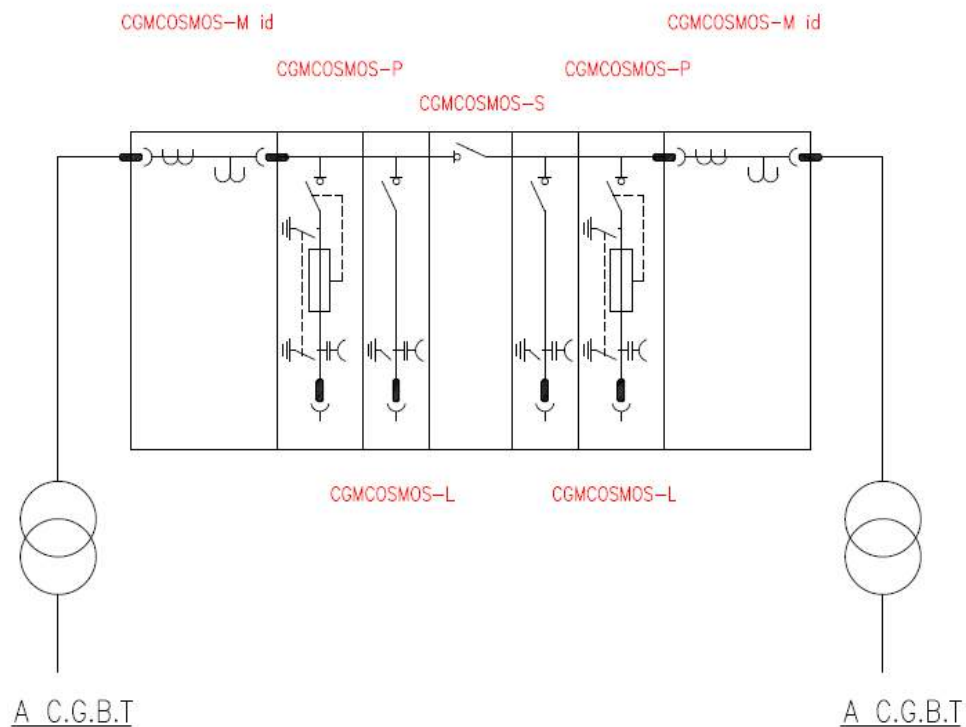 CGMCOSMOS-M id
CGMCOSMOS-M id
CGMCOSMOS-P
CGMCOSMOS-P
CGMCOSMOS-S
CGMCOSMOS-L
CGMCOSMOS-L
A C.G.B.T
A C.G.B.T